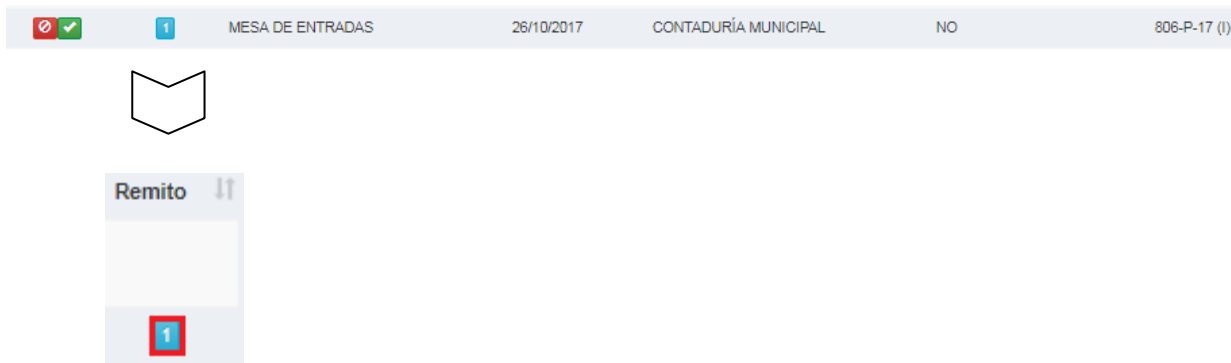 1 MESA DE ENTRADAS 26/10/2017 CONTADURÍA MUNICIPAL NO 806-P-17 (I)
Remito
1